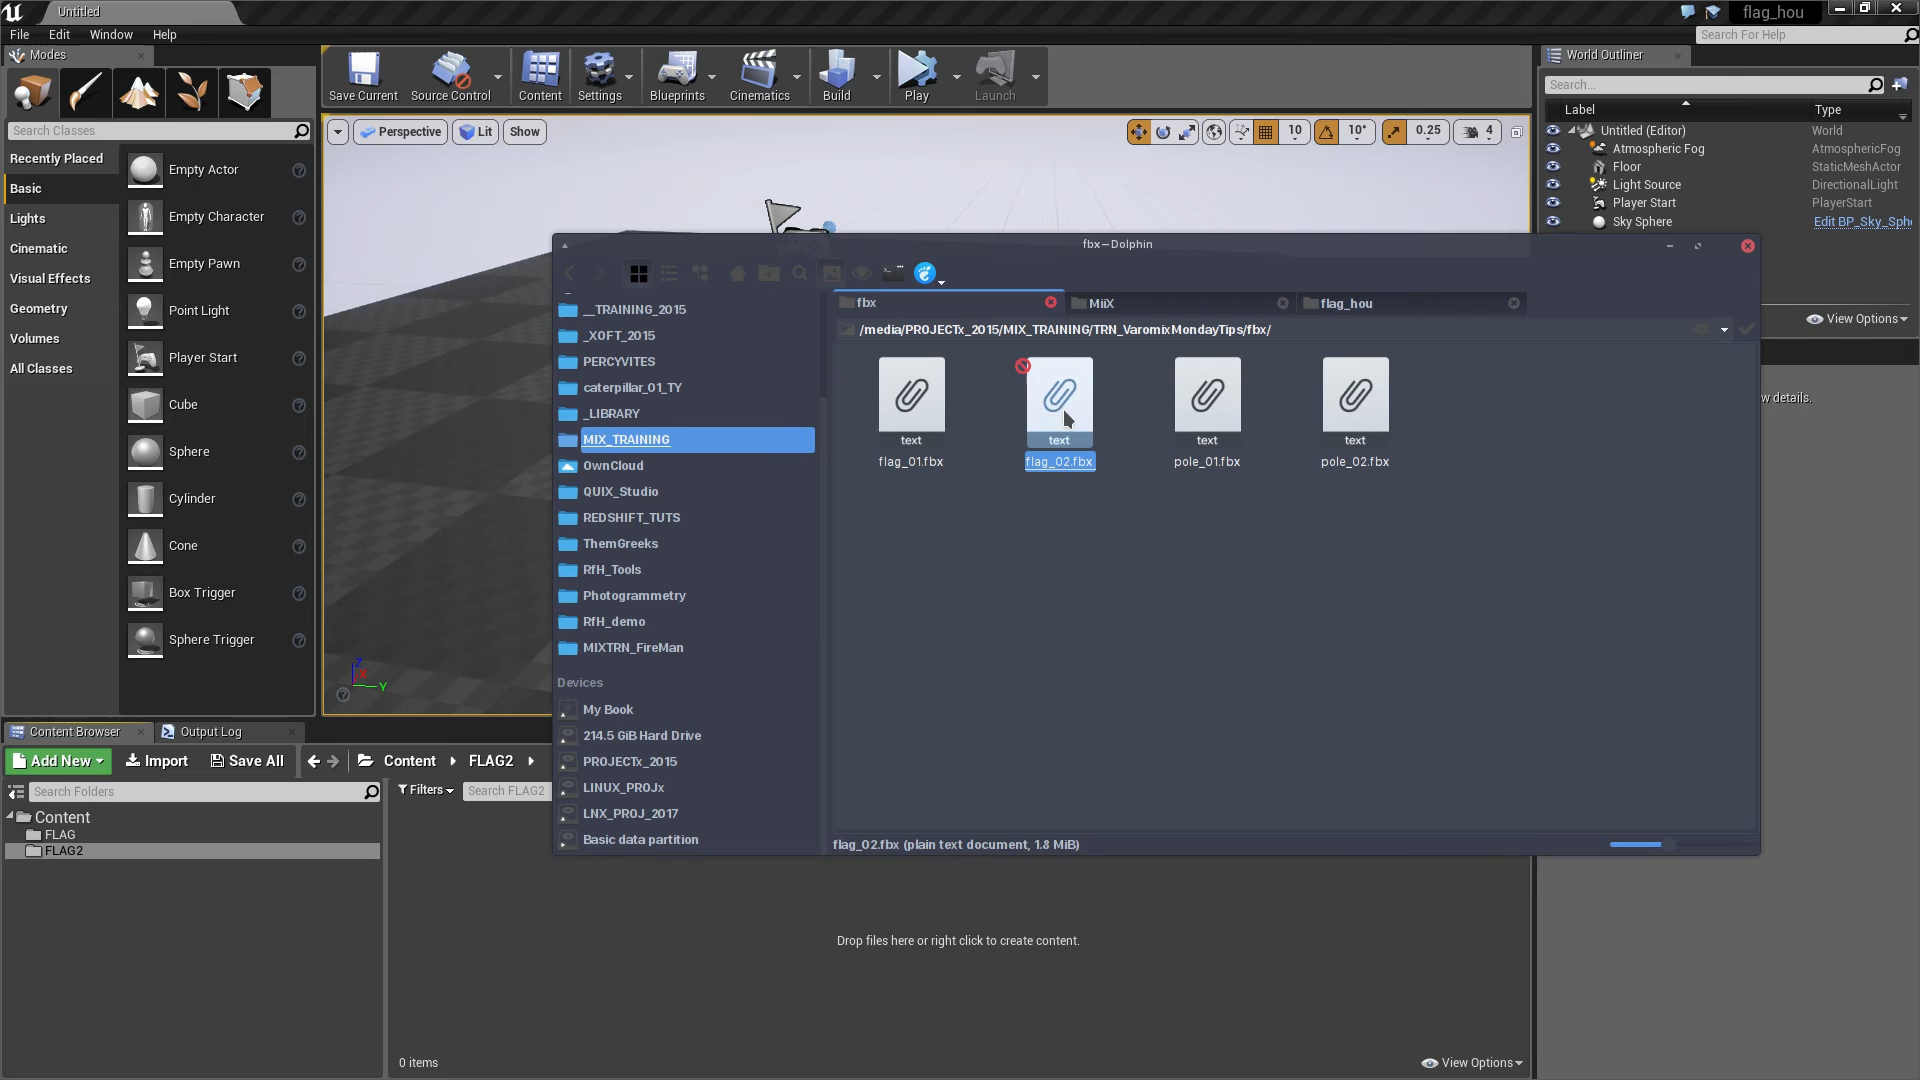 Untitled
flag_hou
File Edit Window Help
Search For Help
Modes
Save Current
Source Control
Content
Settings
Blueprints
Cinematics
Build
Play
Launch
World Outliner
Search...
Label Type
Search Classes
Perspective Lit Show
10 10° 0.25 4
Untitled (Editor) World
Atmospheric Fog AtmosphericFog
Floor StaticMeshActor
Light Source DirectionalLight
Player Start PlayerStart
Sky Sphere Edit BP_Sky_Sphe
View Options
w details.
Recently Placed
Basic
Lights
Cinematic
Visual Effects
Geometry
Volumes
All Classes
Empty Actor
Empty Character
Empty Pawn
Point Light
Player Start
Cube
Sphere
Cylinder
Cone
Box Trigger
Sphere Trigger
Z
X
Y
fbx – Dolphin
fbx MiiX flag_hou
/media/PROJECTx_2015/MIX_TRAINING/TRN_VaromixMondayTips/fbx/
__TRAINING_2015
_XOFT_2015
PERCYVITES
caterpillar_01_TY
_LIBRARY
MIX_TRAINING
OwnCloud
QUIX_Studio
REDSHIFT_TUTS
ThemGreeks
RfH_Tools
Photogrammetry
RfH_demo
MIXTRN_FireMan
Devices
My Book
214.5 GiB Hard Drive
PROJECTx_2015
LINUX_PROJx
LNX_PROJ_2017
Basic data partition
text text text text
flag_01.fbx flag_02.fbx pole_01.fbx pole_02.fbx
flag_02.fbx (plain text document, 1.8 MiB)
Content Browser Output Log
Add New Import Save All Content FLAG2
Search Folders
Filters Search FLAG2
Content
FLAG
FLAG2
Drop files here or right click to create content.
0 items
View Options